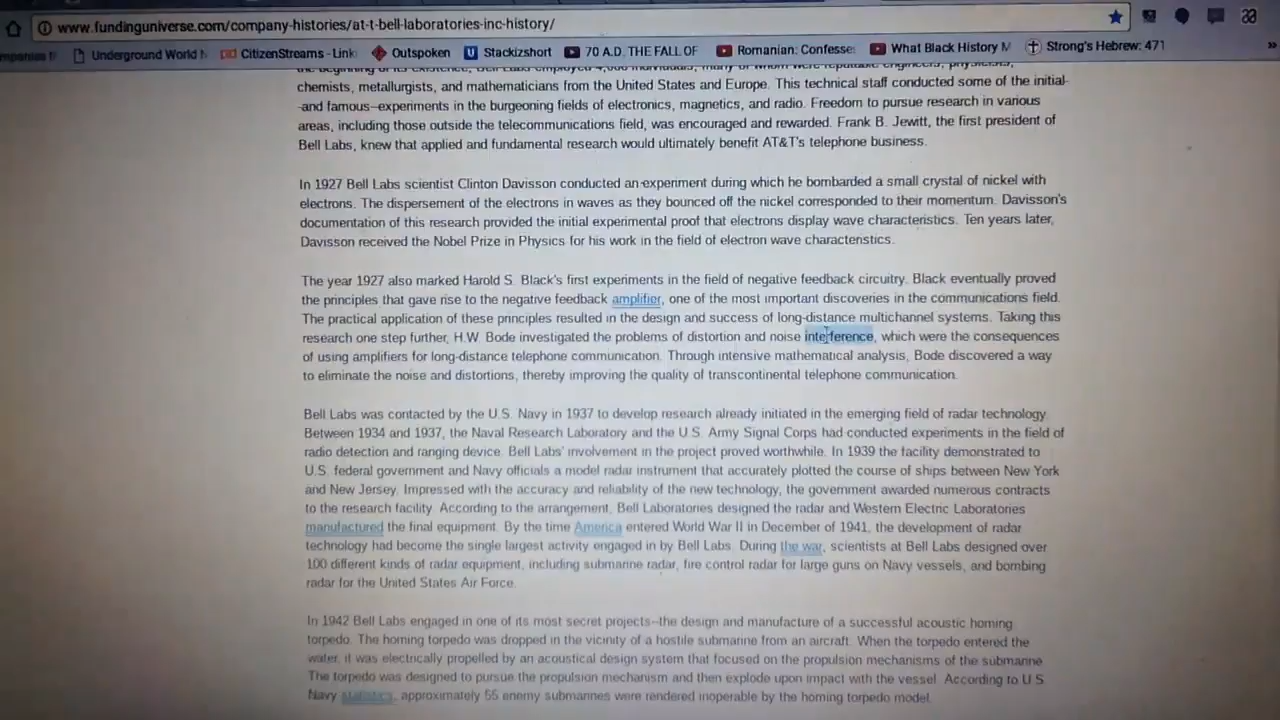 www.fundinguniverse.com/company-histories/at-t-bell-laboratories-inc-history/
Underground World N CitizenStreams - Link Outspoken Stackizshort 70 A.D. THE FALL OF Romanian: Confesse: What Black History M Strong's Hebrew: 471 »
chemists, metallurgists, and mathematicians from the United States and Europe. This technical staff conducted some of the initial-
-and famous--experiments in the burgeoning fields of electronics, magnetics, and radio. Freedom to pursue research in various
areas, including those outside the telecommunications field, was encouraged and rewarded. Frank B. Jewitt, the first president of
Bell Labs, knew that applied and fundamental research would ultimately benefit AT&T's telephone business.
In 1927 Bell Labs scientist Clinton Davisson conducted an experiment during which he bombarded a small crystal of nickel with
electrons. The dispersement of the electrons in waves as they bounced off the nickel corresponded to their momentum. Davisson's
documentation of this research provided the initial experimental proof that electrons display wave characteristics. Ten years later,
Davisson received the Nobel Prize in Physics for his work in the field of electron wave characteristics.
The year 1927 also marked Harold S. Black's first experiments in the field of negative feedback circuitry. Black eventually proved
the principles that gave rise to the negative feedback amplifier, one of the most important discoveries in the communications field.
The practical application of these principles resulted in the design and success of long-distance multichannel systems. Taking this
research one step further, H.W. Bode investigated the problems of distortion and noise interference, which were the consequences
of using amplifiers for long-distance telephone communication. Through intensive mathematical analysis, Bode discovered a way
to eliminate the noise and distortions, thereby improving the quality of transcontinental telephone communication.
Bell Labs was contacted by the U.S. Navy in 1937 to develop research already initiated in the emerging field of radar technology.
Between 1934 and 1937, the Naval Research Laboratory and the U.S. Army Signal Corps had conducted experiments in the field of
radio detection and ranging device. Bell Labs' involvement in the project proved worthwhile. In 1939 the facility demonstrated to
U.S. federal government and Navy officials a model radar instrument that accurately plotted the course of ships between New York
and New Jersey. Impressed with the accuracy and reliability of the new technology, the government awarded numerous contracts
to the research facility. According to the arrangement, Bell Laboratories designed the radar and Western Electric Laboratories
manufactured the final equipment. By the time America entered World War II in December of 1941, the development of radar
technology had become the single largest activity engaged in by Bell Labs. During the war, scientists at Bell Labs designed over
100 different kinds of radar equipment, including submarine radar, fire control radar for large guns on Navy vessels, and bombing
radar for the United States Air Force.
In 1942 Bell Labs engaged in one of its most secret projects--the design and manufacture of a successful acoustic homing
torpedo. The homing torpedo was dropped in the vicinity of a hostile submarine from an aircraft. When the torpedo entered the
water, it was electrically propelled by an acoustical design system that focused on the propulsion mechanisms of the submarine.
The torpedo was designed to pursue the propulsion mechanism and then explode upon impact with the vessel. According to U.S.
Navy statistics, approximately 55 enemy submarines were rendered inoperable by the homing torpedo model.